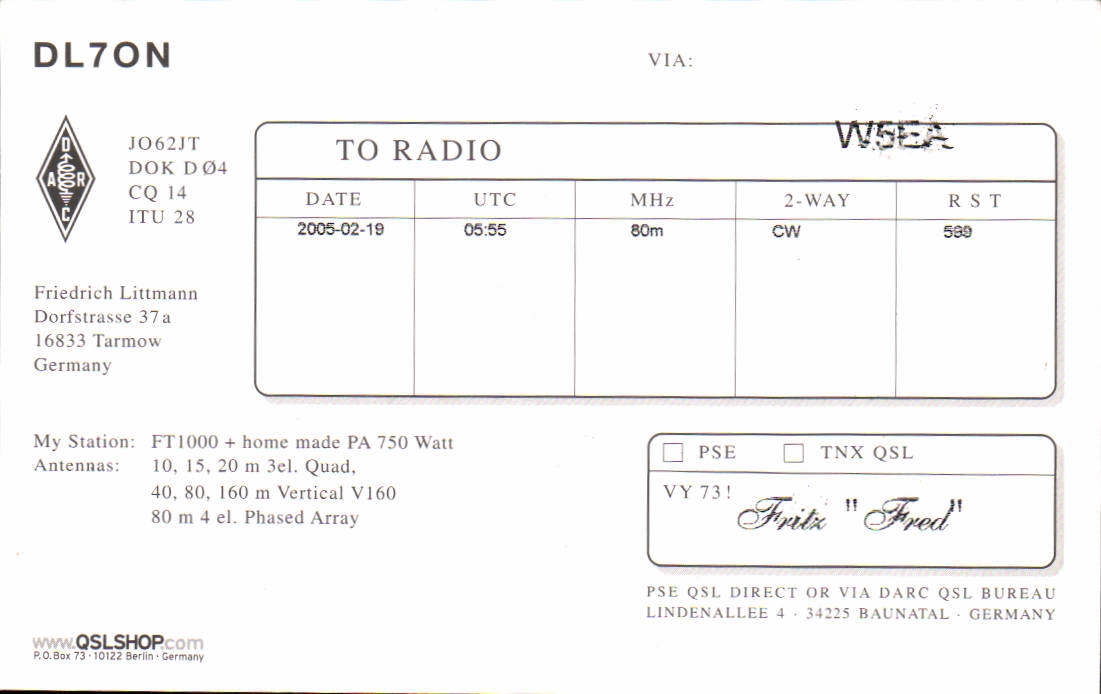 DL7ON
VIA:
D
A R
C
JO62JT
DOK DØ4
CQ 14
ITU 28
TO RADIO W5EA
DATE UTC MHz 2-WAY R S T
2005-02-19 05:55 80m CW 599
Friedrich Littmann
Dorfstrasse 37a
16833 Tarmow
Germany
My Station: FT1000 + home made PA 750 Watt
Antennas: 10, 15, 20 m 3el. Quad,
40, 80, 160 m Vertical V160
80 m 4 el. Phased Array
PSE TNX QSL
VY 73!
Fritz "Fred"
PSE QSL DIRECT OR VIA DARC QSL BUREAU
LINDENALLEE 4 · 34225 BAUNATAL · GERMANY
www.QSLSHOP.com
P.O.Box 73 · 10122 Berlin · Germany